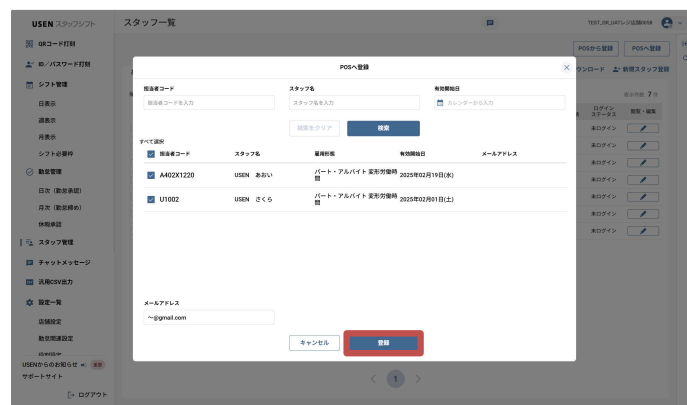 USEN スタッフシフト
スタッフ一覧
QRコード打刻
POSから登録
POSへ登録
ID／パスワード打刻
POSへ登録
ウンロード
新規スタッフ登録
シフト管理
担当者コード
スタッフ名
有効開始日
担当者コードを入力
スタッフ名を入力
カレンダーから入力
表示件数 7件
日表示
ログインステータス
閲覧・編集
週表示
検索をクリア
検索
未ログイン
月表示
すべて選択
未ログイン
シフト必要枠
担当者コード
スタッフ名
雇用形態
有効開始日
メールアドレス
未ログイン
勤怠管理
A402X1220
USEN あおい
パート・アルバイト 変形労働時間
2025年02月19日(水)
未ログイン
日次（勤怠承認）
未ログイン
月次（勤怠締め）
U1002
USEN さくら
パート・アルバイト 変形労働時間
2025年02月01日(土)
未ログイン
休暇承認
未ログイン
スタッフ管理
チャットメッセージ
汎用CSV出力
設定一覧
メールアドレス
店舗設定
～@gmail.com
勤怠関連設定
キャンセル
登録
USENからのお知らせ
重要
サポートサイト
1
ログアウト